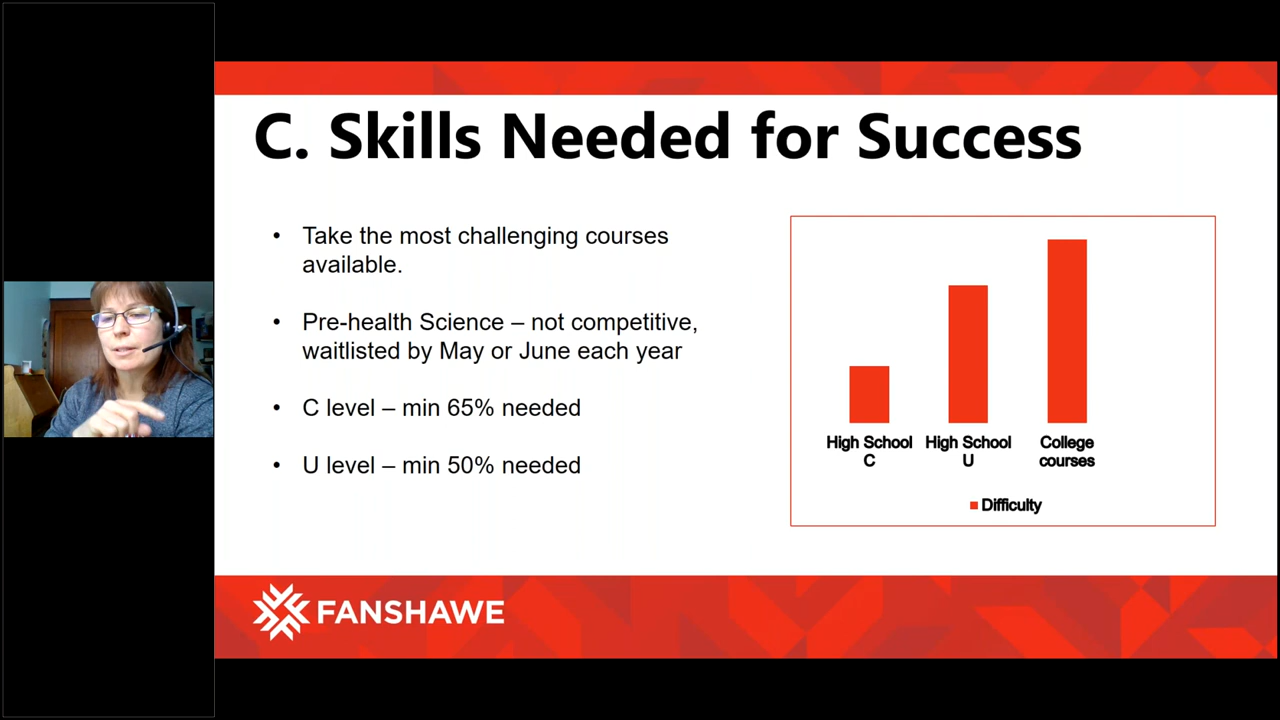 C. Skills Needed for Success
• Take the most challenging courses
available.
• Pre-health Science – not competitive,
waitlisted by May or June each year
• C level – min 65% needed
• U level – min 50% needed
High School
C
High School
U
College
courses
Difficulty
FANSHAWE